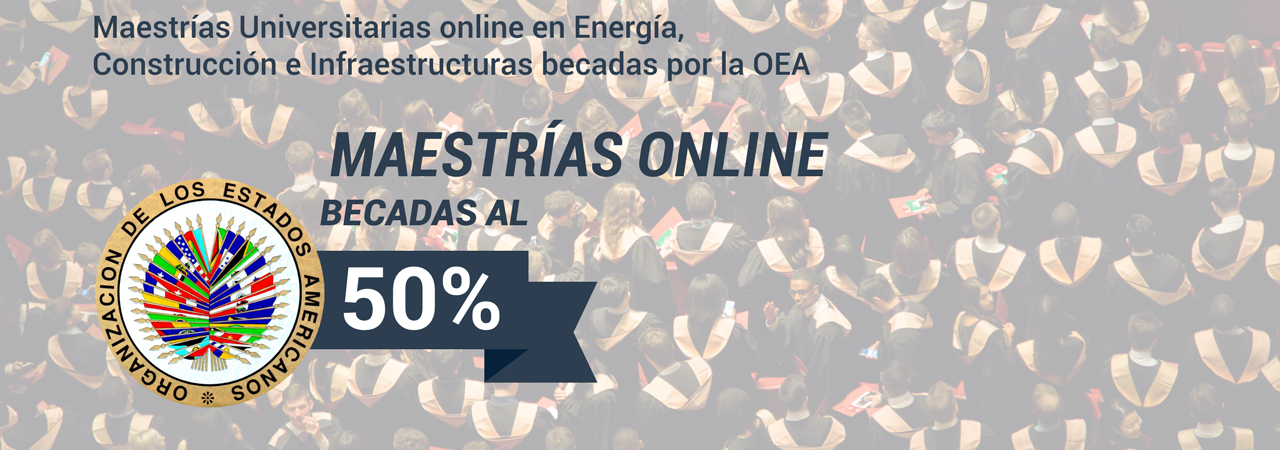 Maestrías Universitarias online en Energía,
Construcción e Infraestructuras becadas por la OEA
MAESTRÍAS ONLINE
BECADAS AL
50%
ORGANIZACION DE LOS ESTADOS AMERICANOS